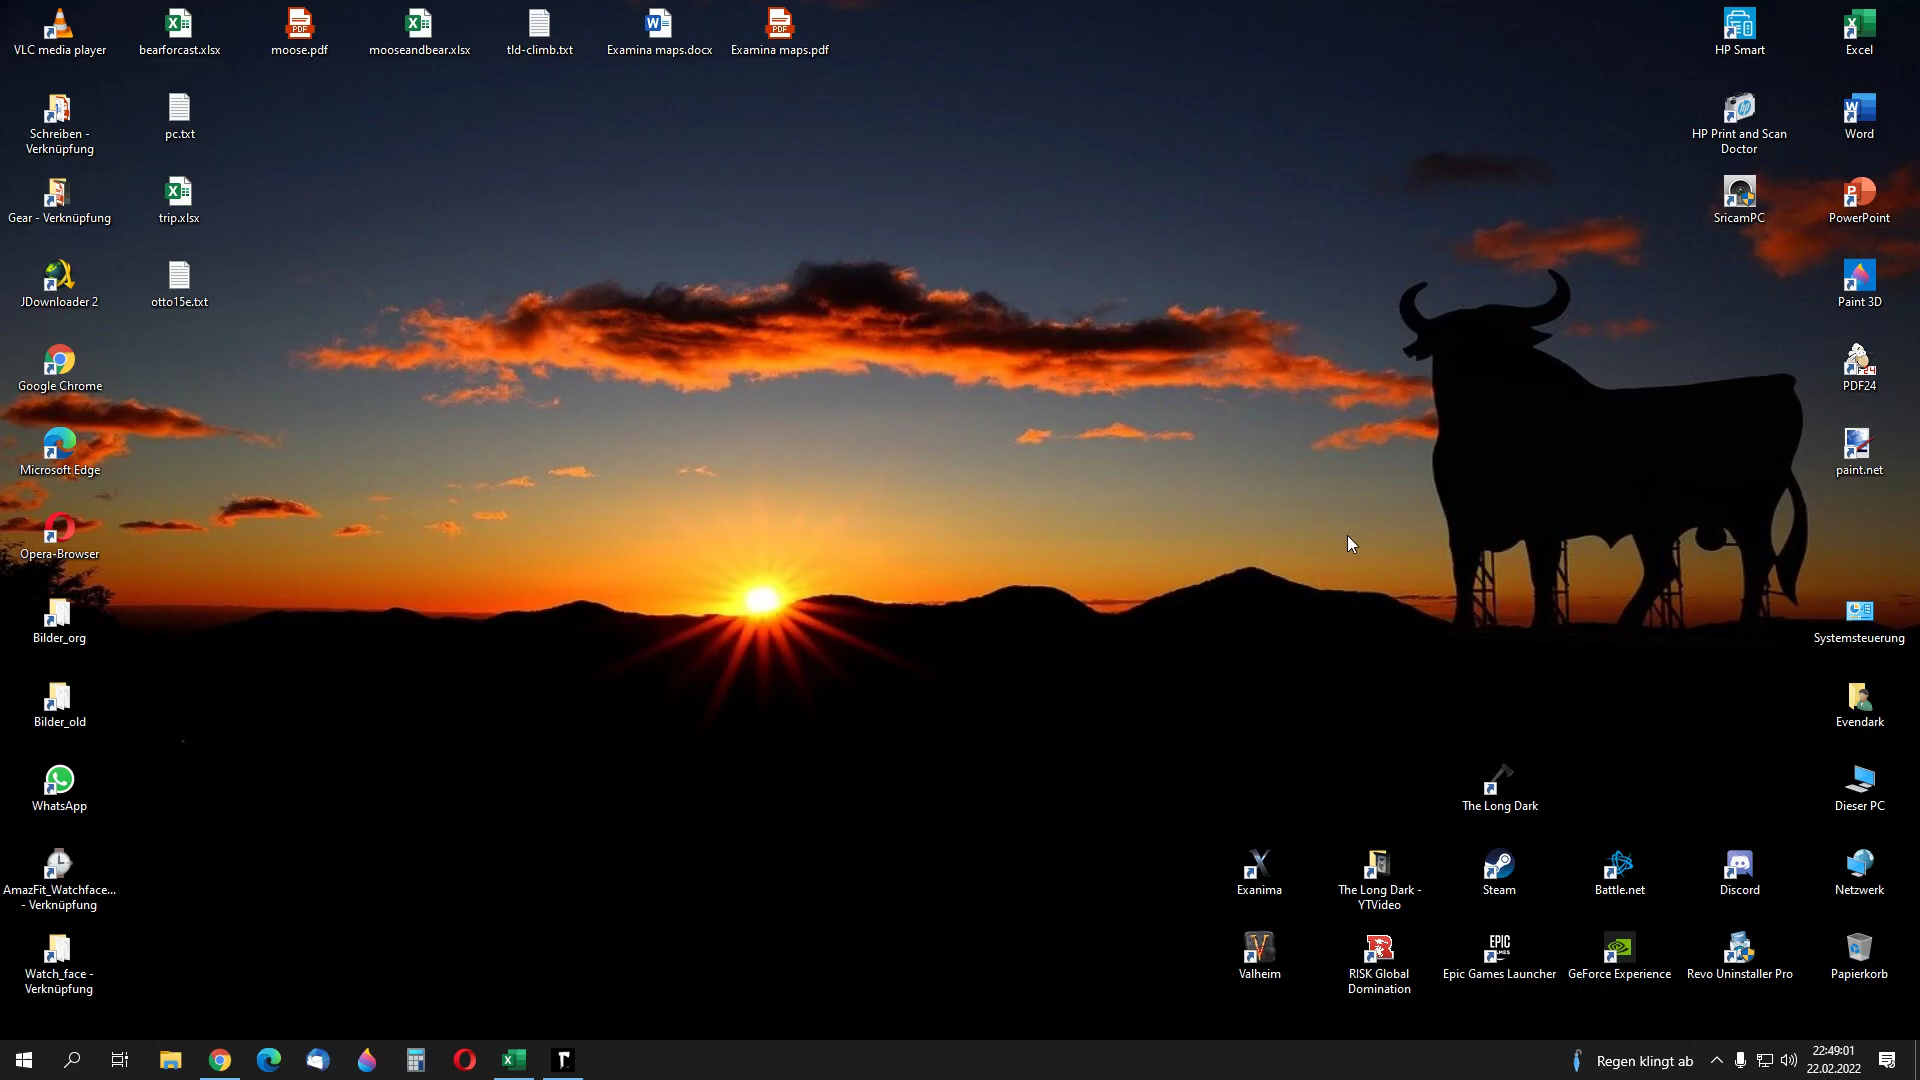 VLC media player
bearforcast.xlsx
moose.pdf
mooseandbear.xlsx
tld-climb.txt
Examina maps.docx
Examina maps.pdf
HP Smart
Excel
Schreiben -
Verknüpfung
pc.txt
HP Print and Scan
Doctor
Word
Gear - Verknüpfung
trip.xlsx
SricamPC
PowerPoint
JDownloader 2
otto15e.txt
Paint 3D
Google Chrome
PDF24
Microsoft Edge
paint.net
Opera-Browser
Bilder_org
Systemsteuerung
Bilder_old
Evendark
WhatsApp
The Long Dark
Dieser PC
AmazFit_Watchface...
- Verknüpfung
Exanima
The Long Dark -
YTVideo
Steam
Battle.net
Discord
Netzwerk
Watch_face -
Verknüpfung
Valheim
RISK Global
Domination
EPIC
GAMES
Epic Games Launcher
GeForce Experience
Revo Uninstaller Pro
Papierkorb
Regen klingt ab
22:49:01
22.02.2022